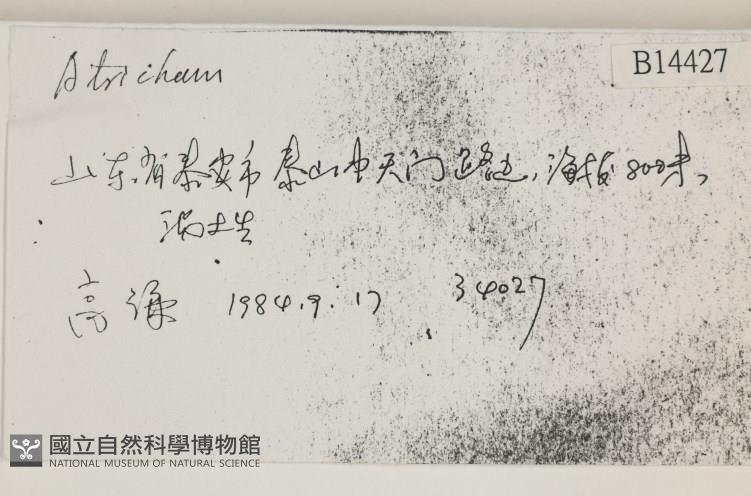 Atricham
B14427
山东省泰安市泰山中天门路边,海拔800米,
湿土生
高谦 1984.9.17 34027
國立自然科學博物館
NATIONAL MUSEUM OF NATURAL SCIENCE